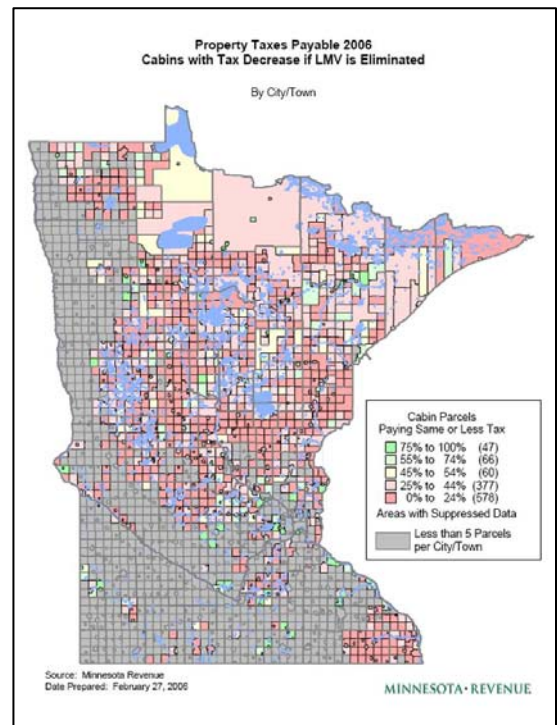 Property Taxes Payable 2006
Cabins with Tax Decrease if LMV is Eliminated
By City/Town
Cabin Parcels
Paying Same or Less Tax
75% to 100% (47)
55% to 74% (66)
45% to 54% (60)
25% to 44% (377)
0% to 24% (578)
Areas with Suppressed Data
Less than 5 Parcels
per City/Town
Source: Minnesota Revenue
Date Prepared: February 27, 2006
MINNESOTA•REVENUE